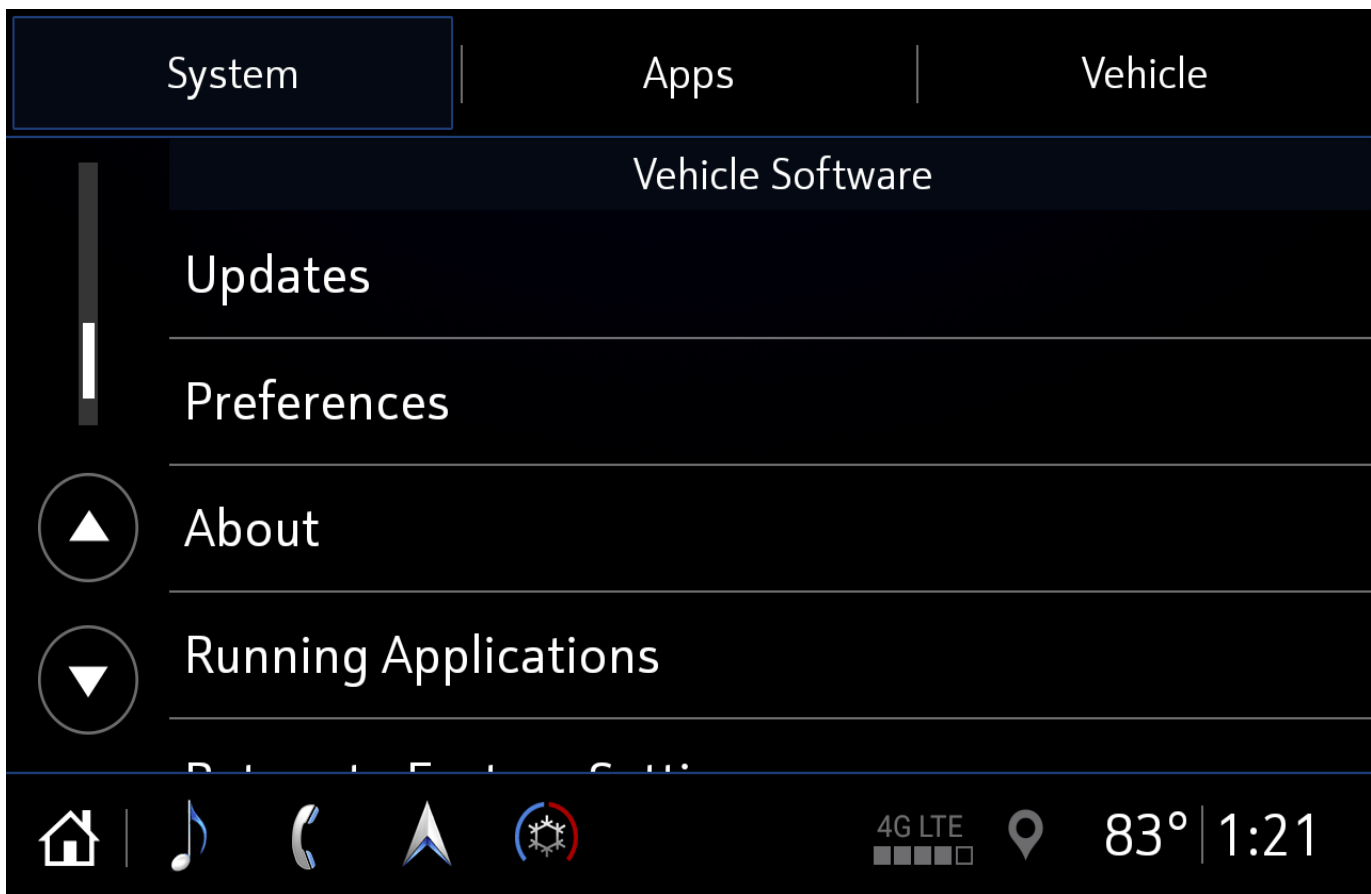 System
Apps
Vehicle
Vehicle Software
Updates
Preferences
About
Running Applications
4G LTE
83°
1:21